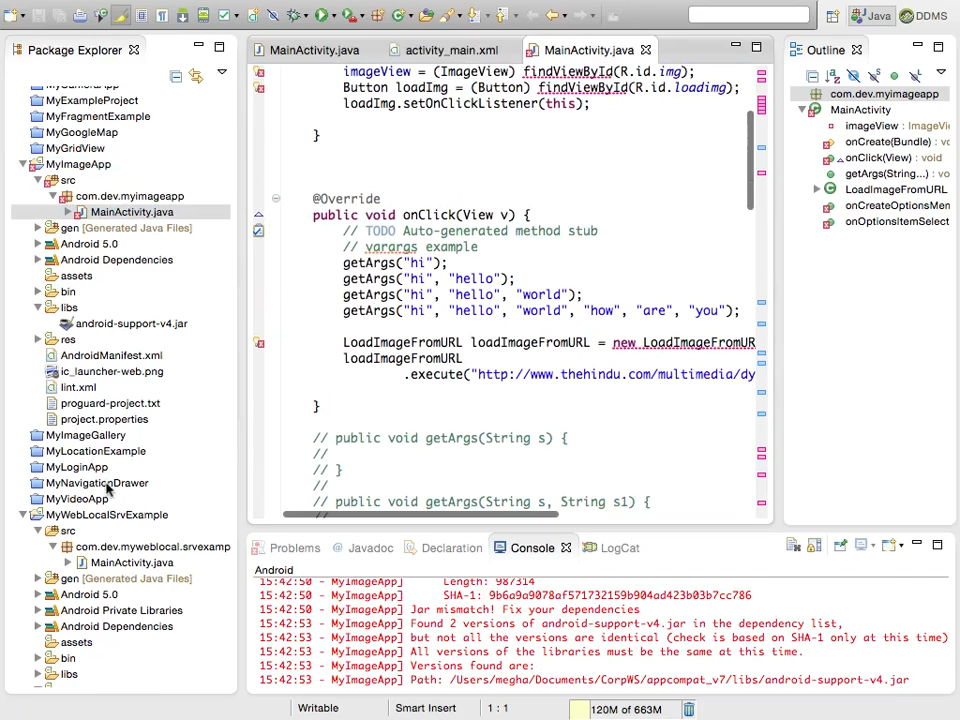 Java
DDMS
Package Explorer
MyCameraApp
MyExampleProject
MyFragmentExample
MyGoogleMap
MyGridView
MyImageApp
src
com.dev.myimageapp
MainActivity.java
gen [Generated Java Files]
Android 5.0
Android Dependencies
assets
bin
libs
android-support-v4.jar
res
AndroidManifest.xml
ic_launcher-web.png
lint.xml
proguard-project.txt
project.properties
MyImageGallery
MyLocationExample
MyLoginApp
MyNavigationDrawer
MyVideoApp
MyWebLocalSrvExample
src
com.dev.myweblocal.srvexamp
MainActivity.java
gen [Generated Java Files]
Android 5.0
Android Private Libraries
Android Dependencies
assets
bin
libs
MainActivity.java
activity_main.xml
MainActivity.java
imageView = (ImageView) findViewById(R.id.img);
Button loadImg = (Button) findViewById(R.id.loadimg);
loadImg.setOnClickListener(this);
}
@Override
public void onClick(View v) {
// TODO Auto-generated method stub
// varargs example
getArgs("hi");
getArgs("hi", "hello");
getArgs("hi", "hello", "world");
getArgs("hi", "hello", "world", "how", "are", "you");
LoadImageFromURL loadImageFromURL = new LoadImageFromUR
loadImageFromURL
.execute("http://www.thehindu.com/multimedia/dy
}
// public void getArgs(String s) {
//
// }
//
// public void getArgs(String s, String s1) {
Outline
com.dev.myimageapp
MainActivity
imageView : ImageVi
onCreate(Bundle) : vo
onClick(View) : void
getArgs(String...) : vo
LoadImageFromURL
onCreateOptionsMen
onOptionsItemSelect
Problems
Javadoc
Declaration
Console
LogCat
Android
15:42:50 - MyImageApp] Length: 987314
15:42:50 - MyImageApp] SHA-1: 9b6a9a9078af571732159b904ad423b03b7cc786
15:42:53 - MyImageApp] Jar mismatch! Fix your dependencies
15:42:53 - MyImageApp] Found 2 versions of android-support-v4.jar in the dependency list,
15:42:53 - MyImageApp] but not all the versions are identical (check is based on SHA-1 only at this time)
15:42:53 - MyImageApp] All versions of the libraries must be the same at this time.
15:42:53 - MyImageApp] Versions found are:
15:42:53 - MyImageApp] Path: /Users/megha/Documents/CorpWS/appcompat_v7/libs/android-support-v4.jar
Writable
Smart Insert
1 : 1
120M of 663M